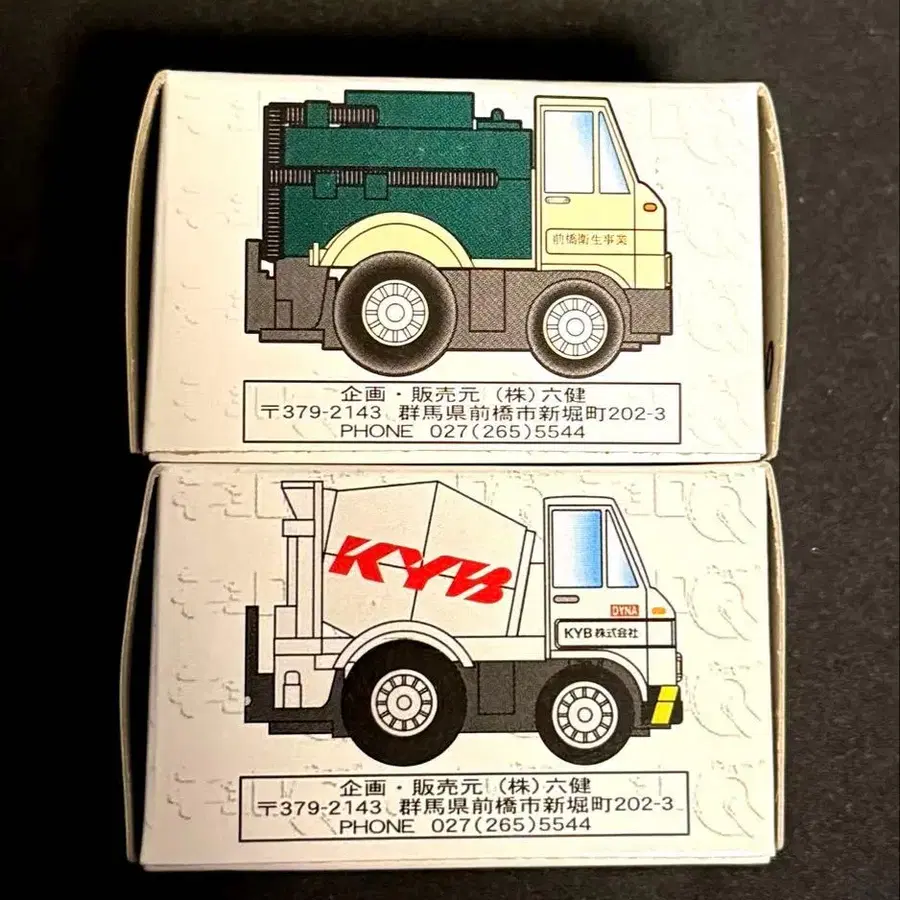 前橋衛生事業
企画・販売元 (株)六健
〒379-2143 群馬県前橋市新堀町202-3
PHONE 027(265)5544
KYB
DYNA
KYB株式会社
企画・販売元 (株)六健
〒379-2143 群馬県前橋市新堀町202-3
PHONE 027(265)5544